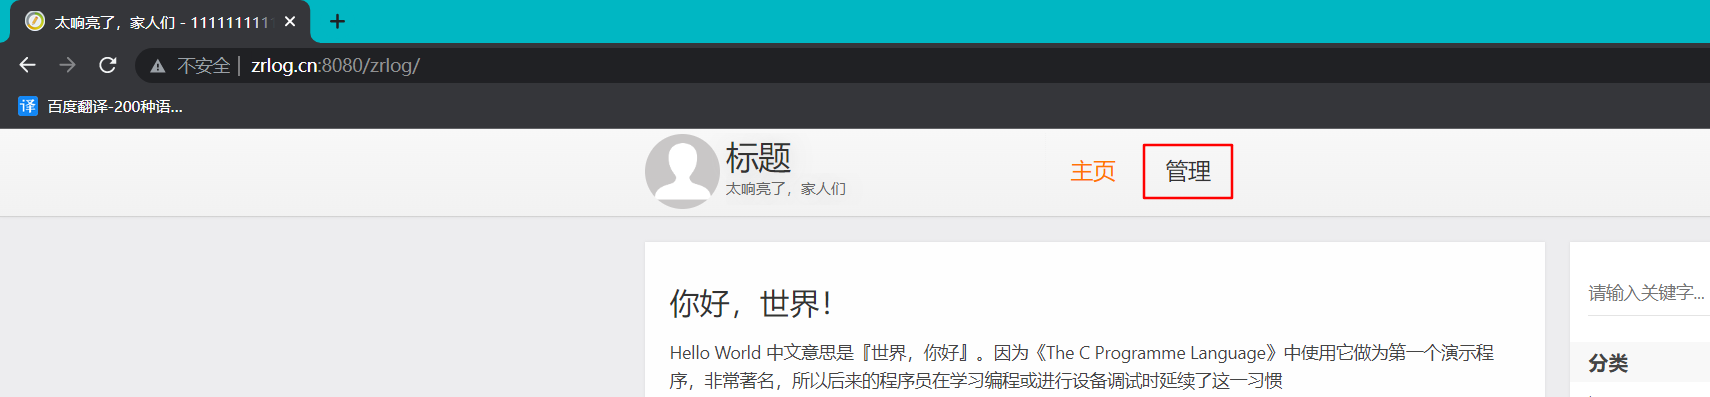 太响亮了，家人们 - 1111111111
不安全 | zrlog.cn:8080/zrlog/
译 百度翻译-200种语...
标题
太响亮了，家人们
主页 管理
你好，世界！
Hello World 中文意思是『世界，你好』。因为《The C Programme Language》中使用它做为第一个演示程
序，非常著名，所以后来的程序员在学习编程或进行设备调试时延续了这一习惯
请输入关键字...
分类